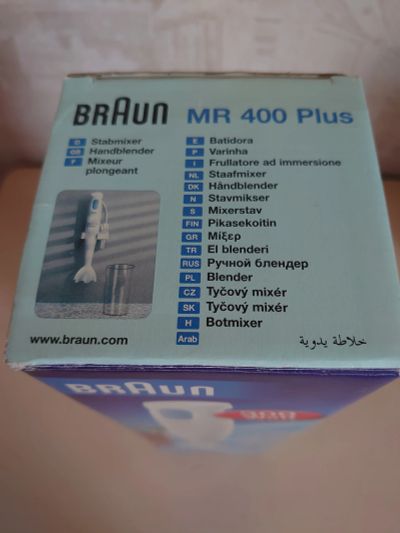 BRAUN MR 400 Plus
D Stabmixer
GB Handblender
F Mixeur
plongeant
E Batidora
P Varinha
I Frullatore ad immersione
NL Staafmixer
DK Håndblender
N Stavmikser
S Mixerstav
FIN Pikasekoitin
GR Μίξερ
TR El blenderi
RUS Ручной блендер
PL Blender
CZ Tyčový mixér
SK Tyčový mixér
H Botmixer
Arab خلاطة يدوية
www.braun.com
BRAUN